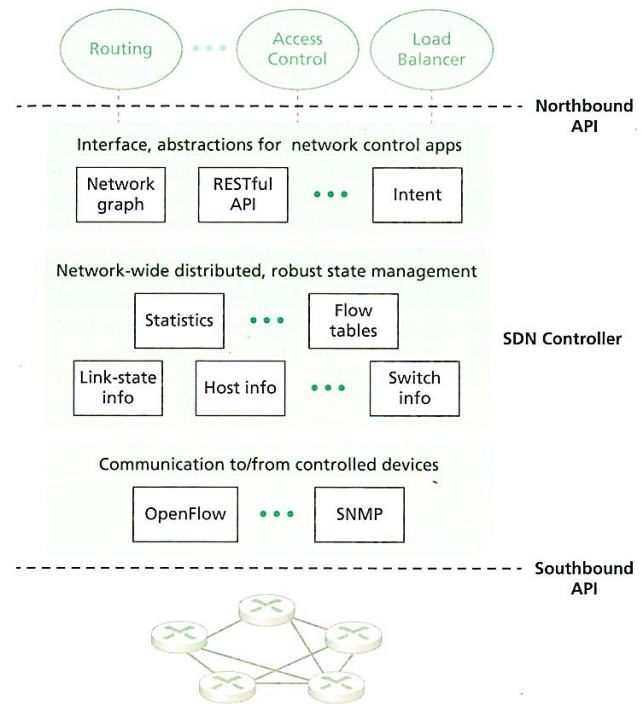 Routing
Access
Control
Load
Balancer
Northbound
API
Interface, abstractions for network control apps
Network
graph
RESTful
API
Intent
Network-wide distributed, robust state management
Statistics
Flow
tables
SDN Controller
Link-state
info
Host info
Switch
info
Communication to/from controlled devices
OpenFlow
SNMP
Southbound
API